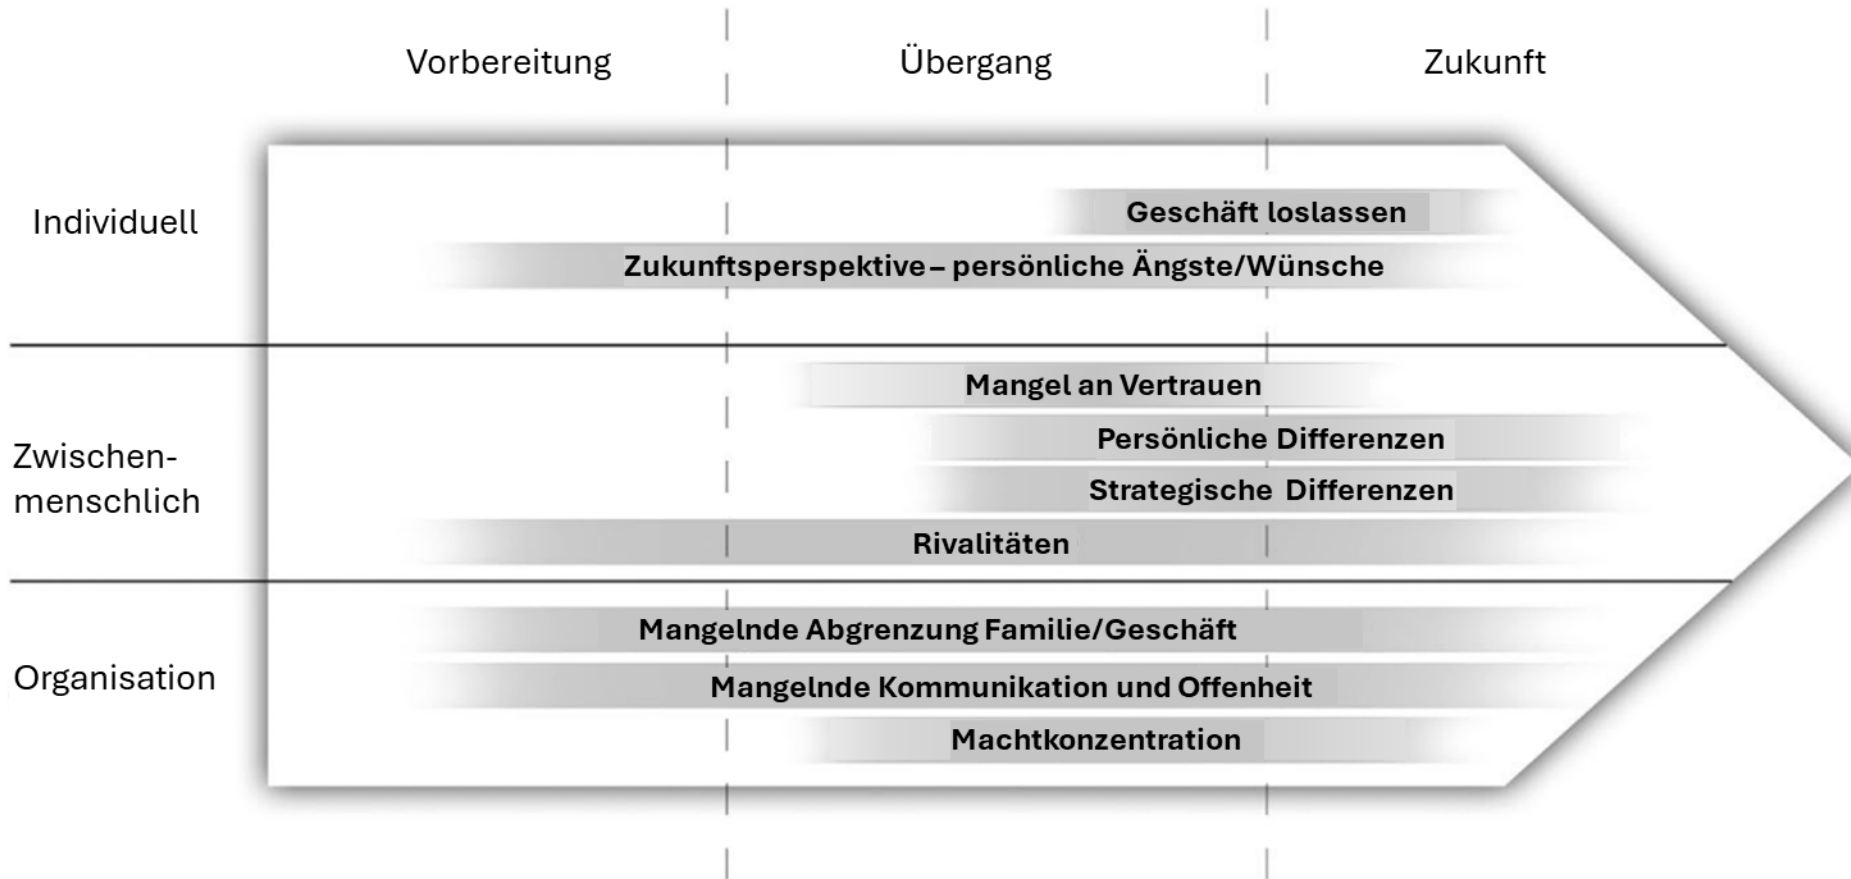 Vorbereitung
Übergang
Zukunft
Individuell
Geschäft loslassen
Zukunftsperspektive – persönliche Ängste/Wünsche
Zwischen-
menschlich
Mangel an Vertrauen
Persönliche Differenzen
Strategische Differenzen
Rivalitäten
Organisation
Mangelnde Abgrenzung Familie/Geschäft
Mangelnde Kommunikation und Offenheit
Machtkonzentration